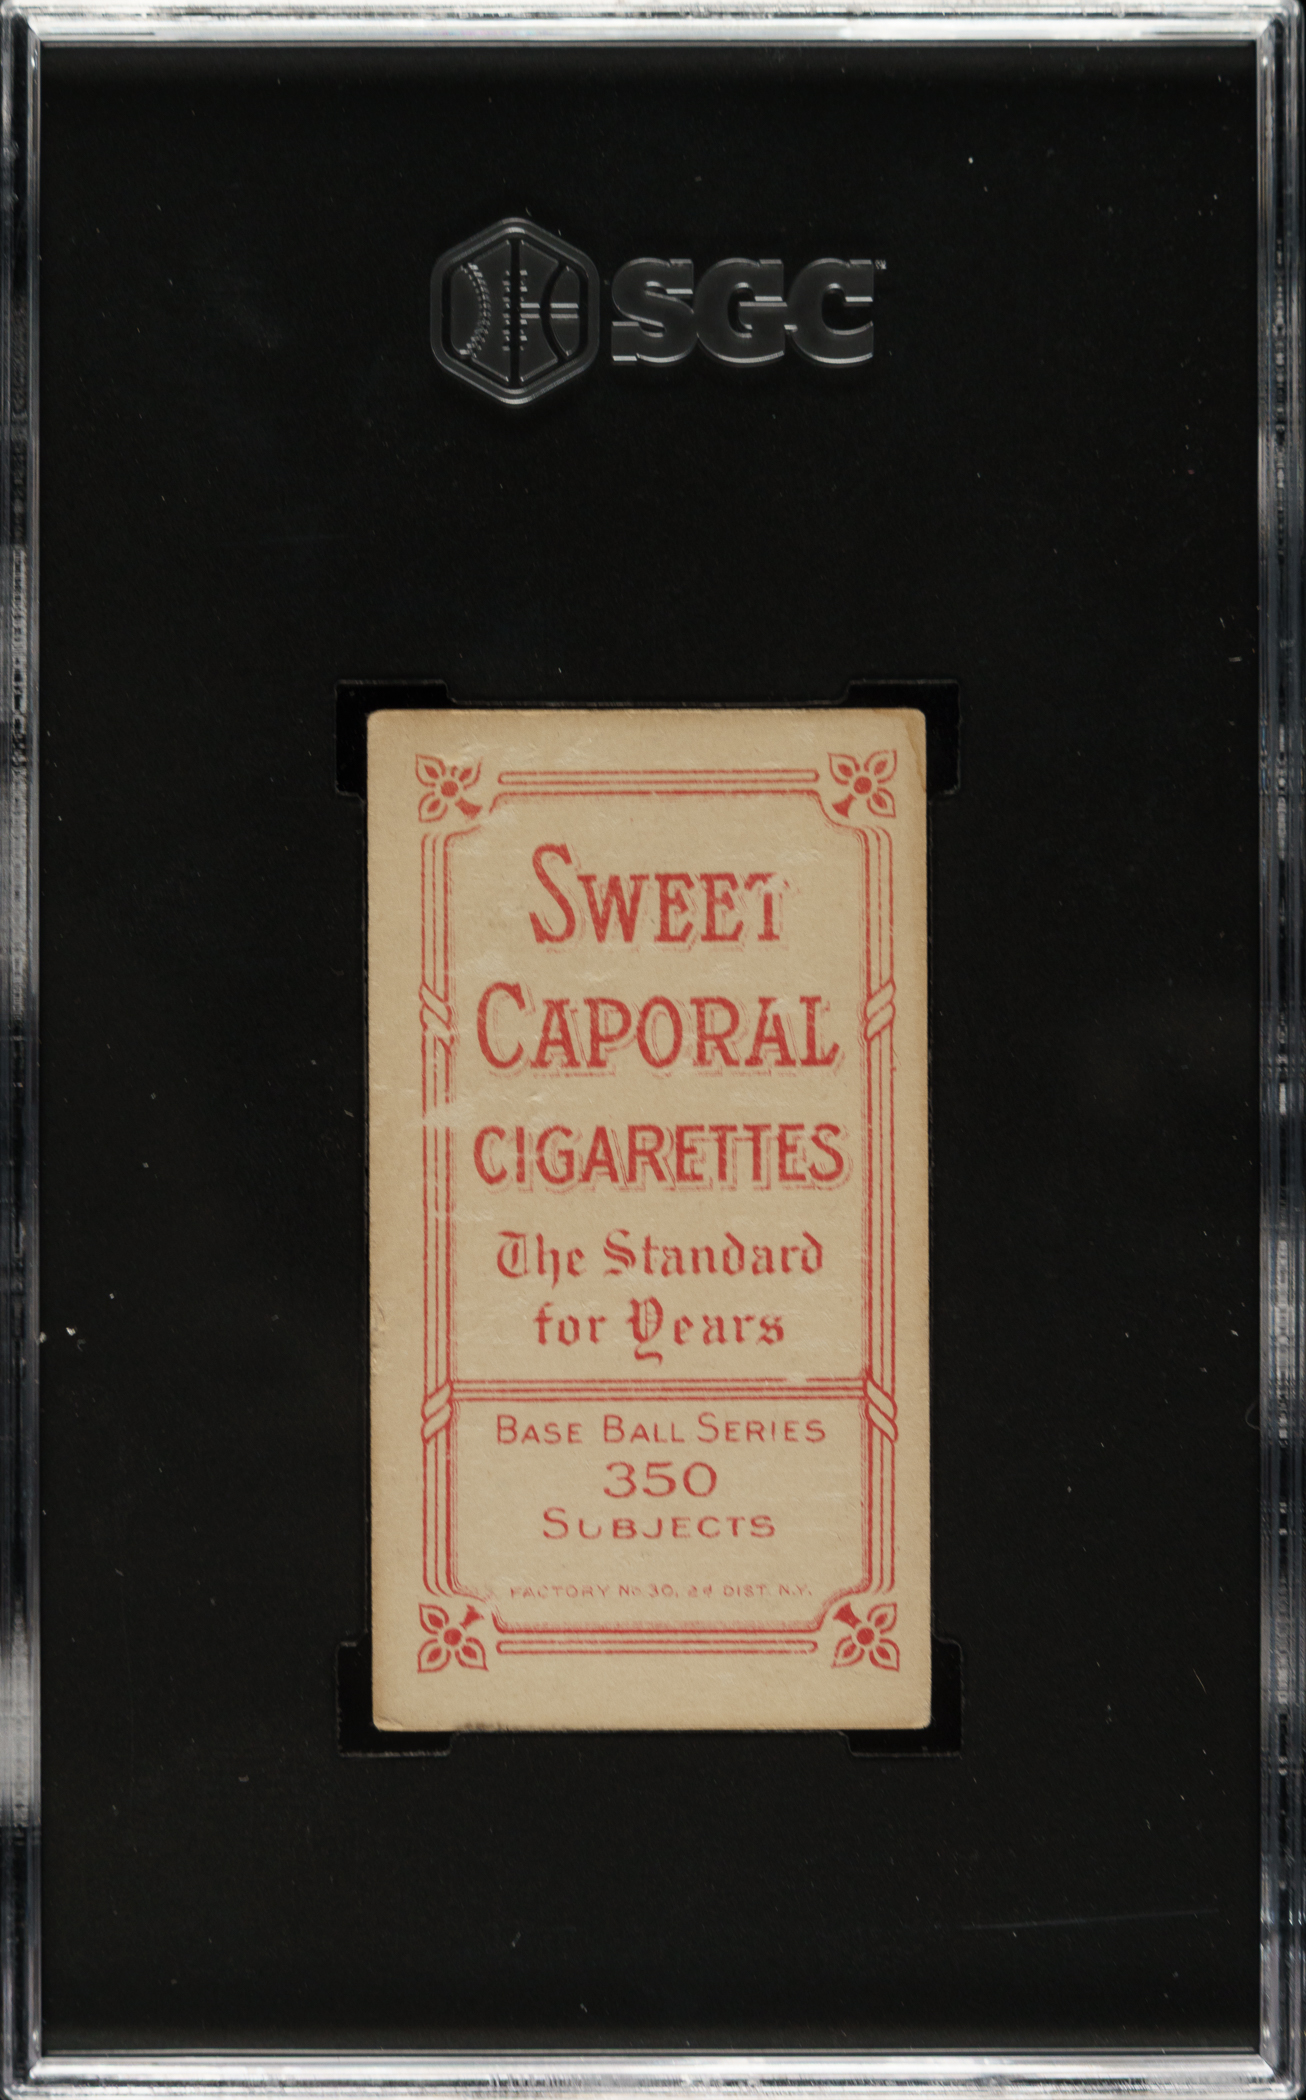 SGC
SWEET
CAPORAL
CIGARETTES
The Standard
for Years
BASE BALL SERIES
350
SUBJECTS
FACTORY No 30, 2d DIST. N.Y.